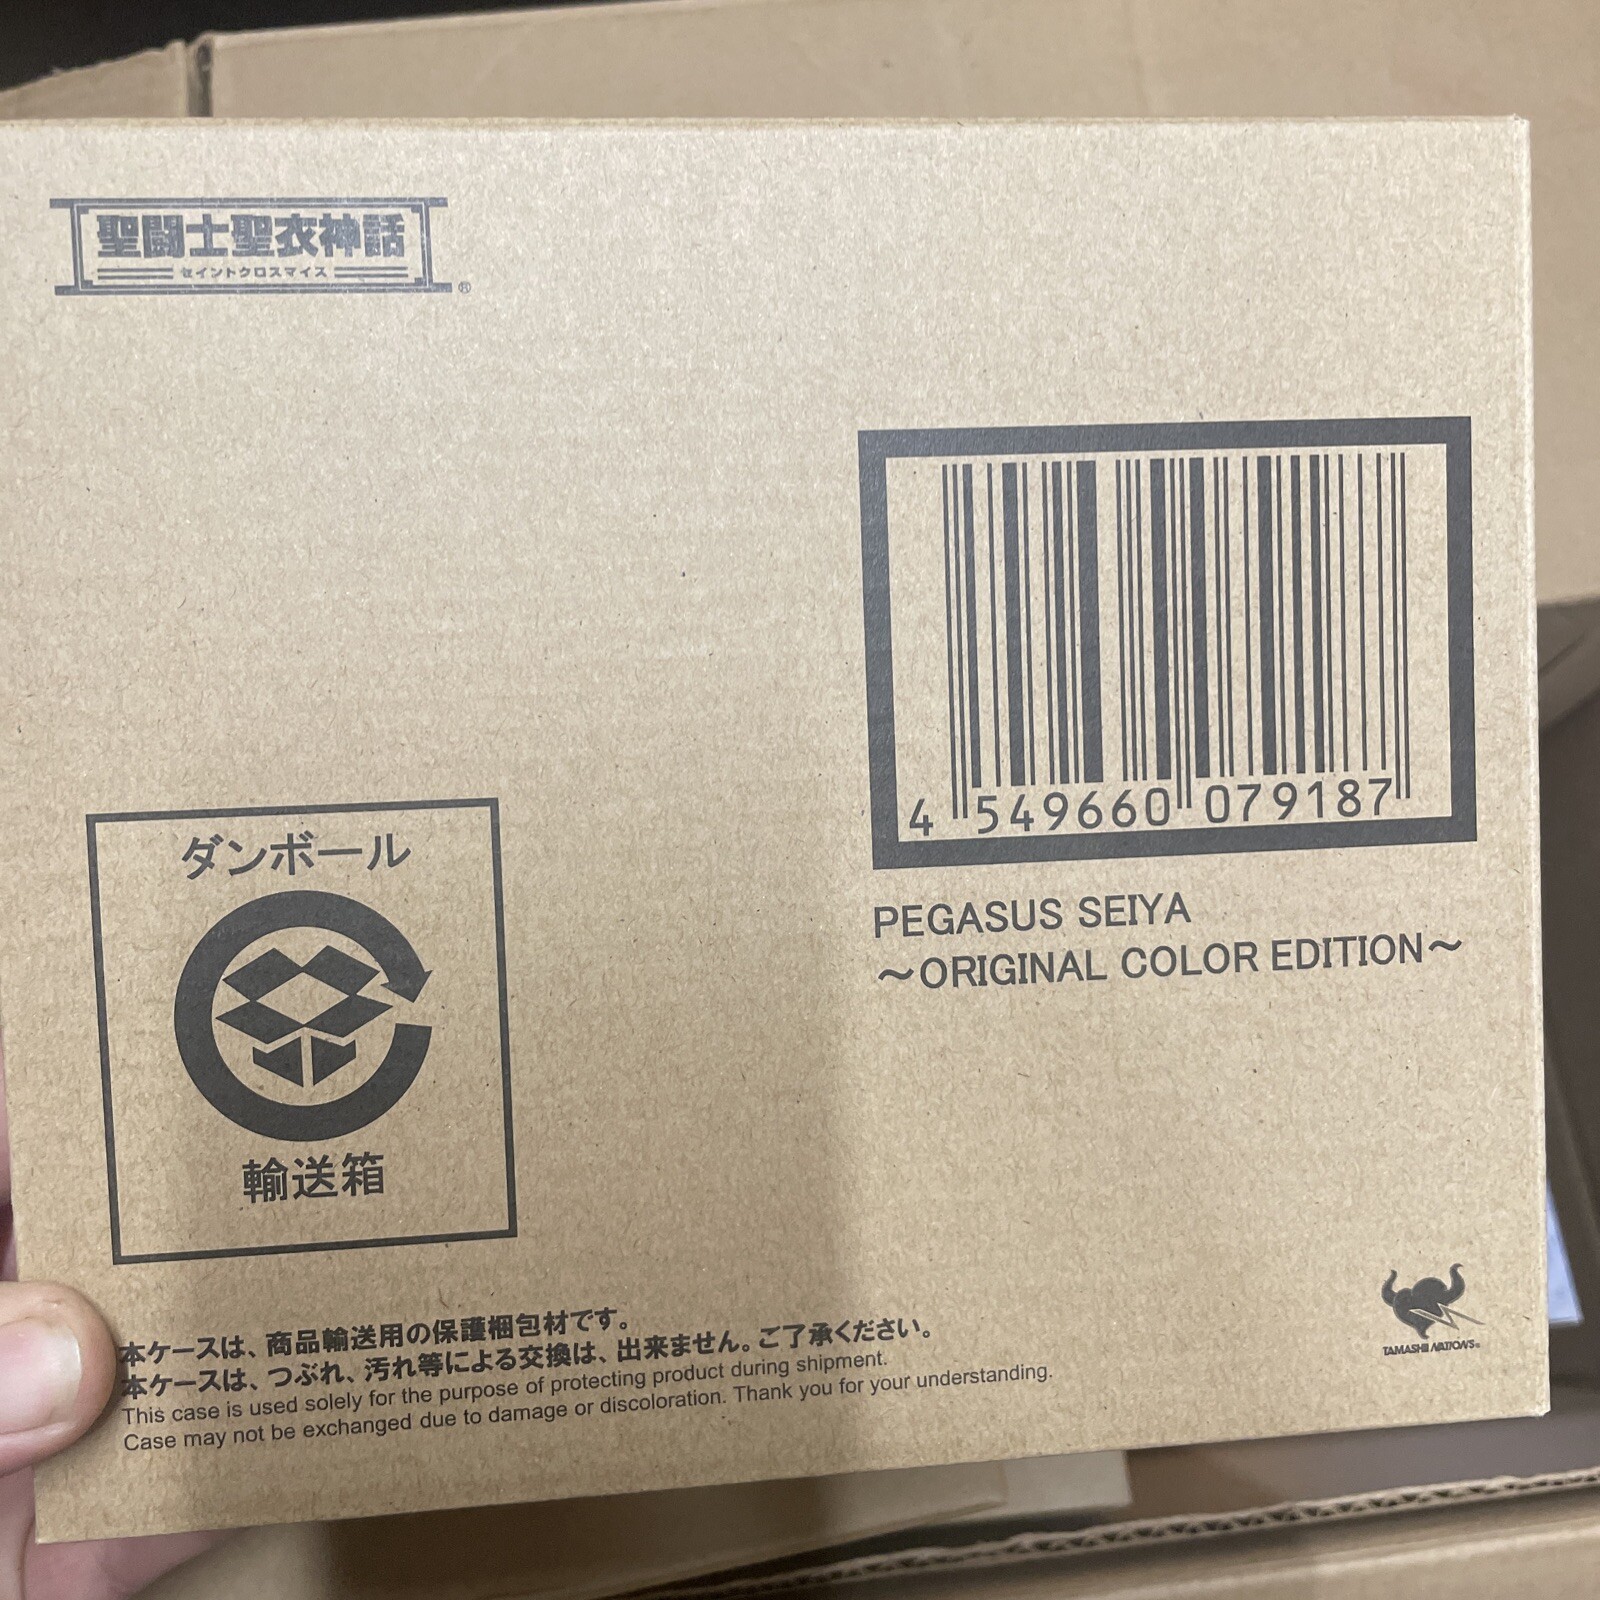 聖闘士聖衣神話
セイントクロスマイス
®
4 549660 079187
PEGASUS SEIYA
～ORIGINAL COLOR EDITION～
ダンボール
輸送箱
本ケースは、商品輸送用の保護梱包材です。
本ケースは、つぶれ、汚れ等による交換は、出来ません。ご了承ください。
This case is used solely for the purpose of protecting product during shipment.
Case may not be exchanged due to damage or discoloration. Thank you for your understanding.
TAMASHII NATIONS®